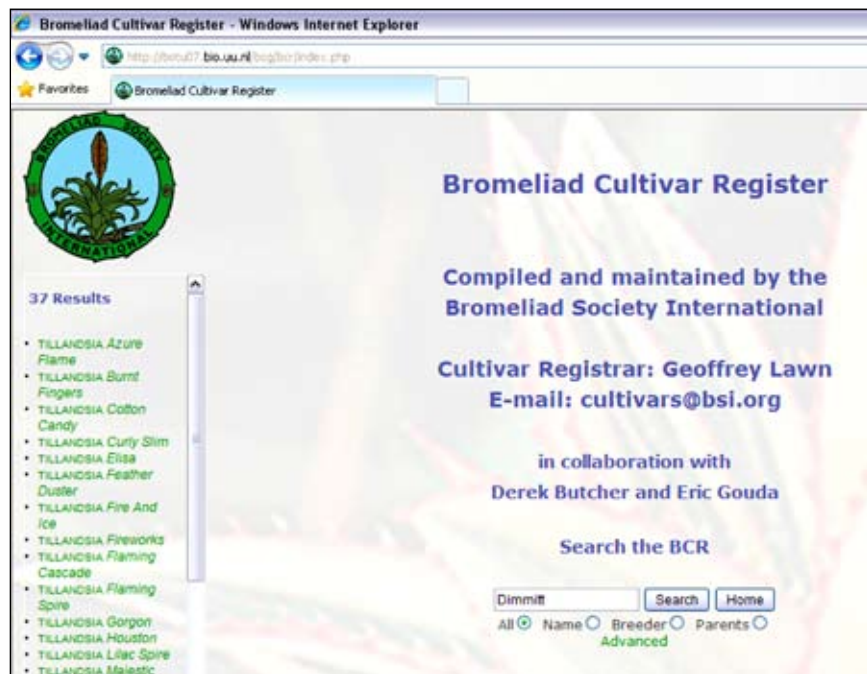 Bromeliad Cultivar Register - Windows Internet Explorer
bio.uu.nl
Favorites
Bromeliad Cultivar Register
BROMELIAD SOCIETY
INTERNATIONAL
37 Results
TILLANDSIA Azure
Flame
TILLANDSIA Burnt
Fingers
TILLANDSIA Cotton
Candy
TILLANDSIA Curly Slim
TILLANDSIA Elisa
TILLANDSIA Feather
Duster
TILLANDSIA Fire And
Ice
TILLANDSIA Fireworks
TILLANDSIA Flaming
Cascade
TILLANDSIA Flaming
Spire
TILLANDSIA Gorgon
TILLANDSIA Houston
TILLANDSIA Lilac Spire
TILLANDSIA Majestic
Bromeliad Cultivar Register
Compiled and maintained by the
Bromeliad Society International
Cultivar Registrar: Geoffrey Lawn
E-mail: cultivars@bsi.org
in collaboration with
Derek Butcher and Eric Gouda
Search the BCR
Dimmitt Search Home
All Name Breeder Parents
Advanced